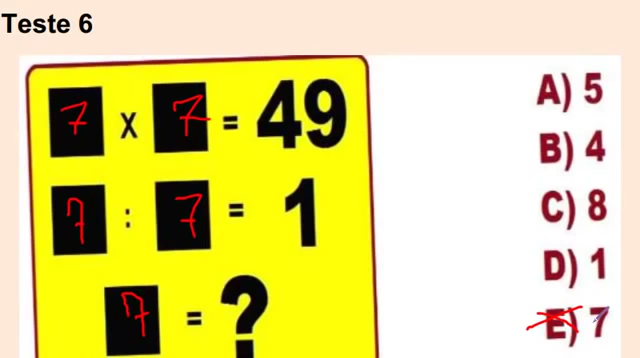 Teste 6
7 x 7 = 49
7 : 7 = 1
7 = ?
A) 5
B) 4
C) 8
D) 1
E) 7